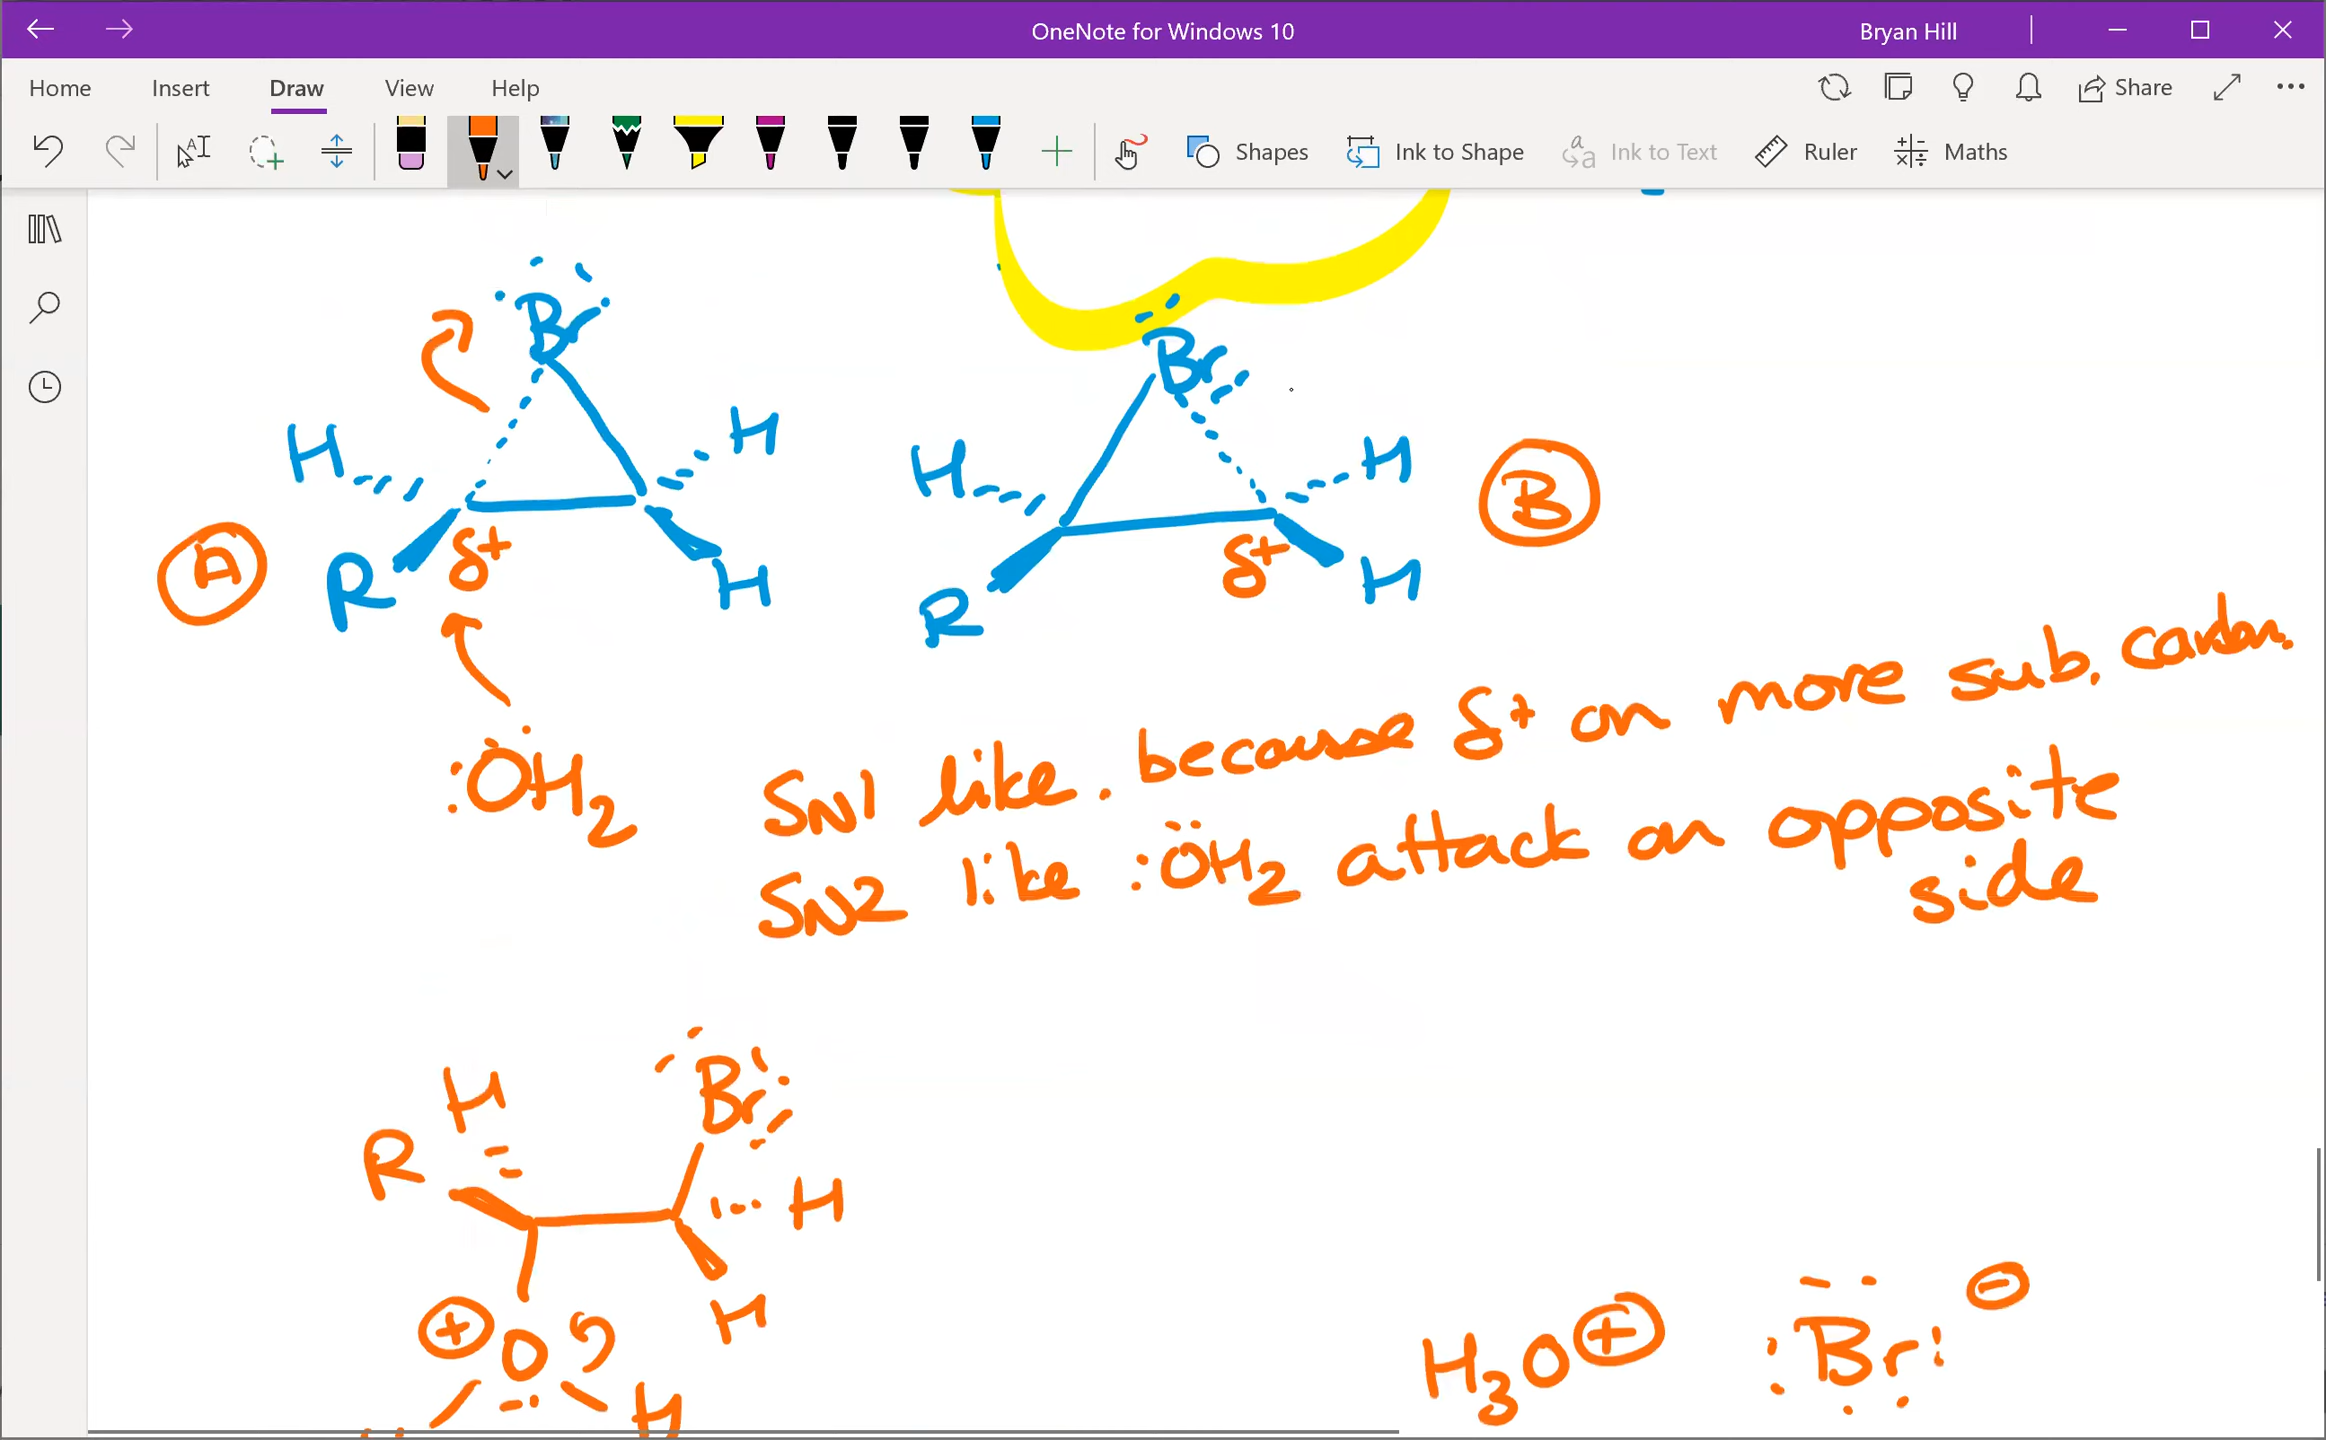 OneNote for Windows 10
Bryan Hill
Home Insert Draw View Help
Share
Shapes Ink to Shape Ink to Text Ruler Maths
Br
H H
A R δ+ H
:ÖH2
Br
H H
R δ+ H B
SN1 like. because δ+ on more sub. carbon.
SN2 like :ÖH2 attack on opposite
side
H Br
R H
H
+ O
H
H3O + :Br: -